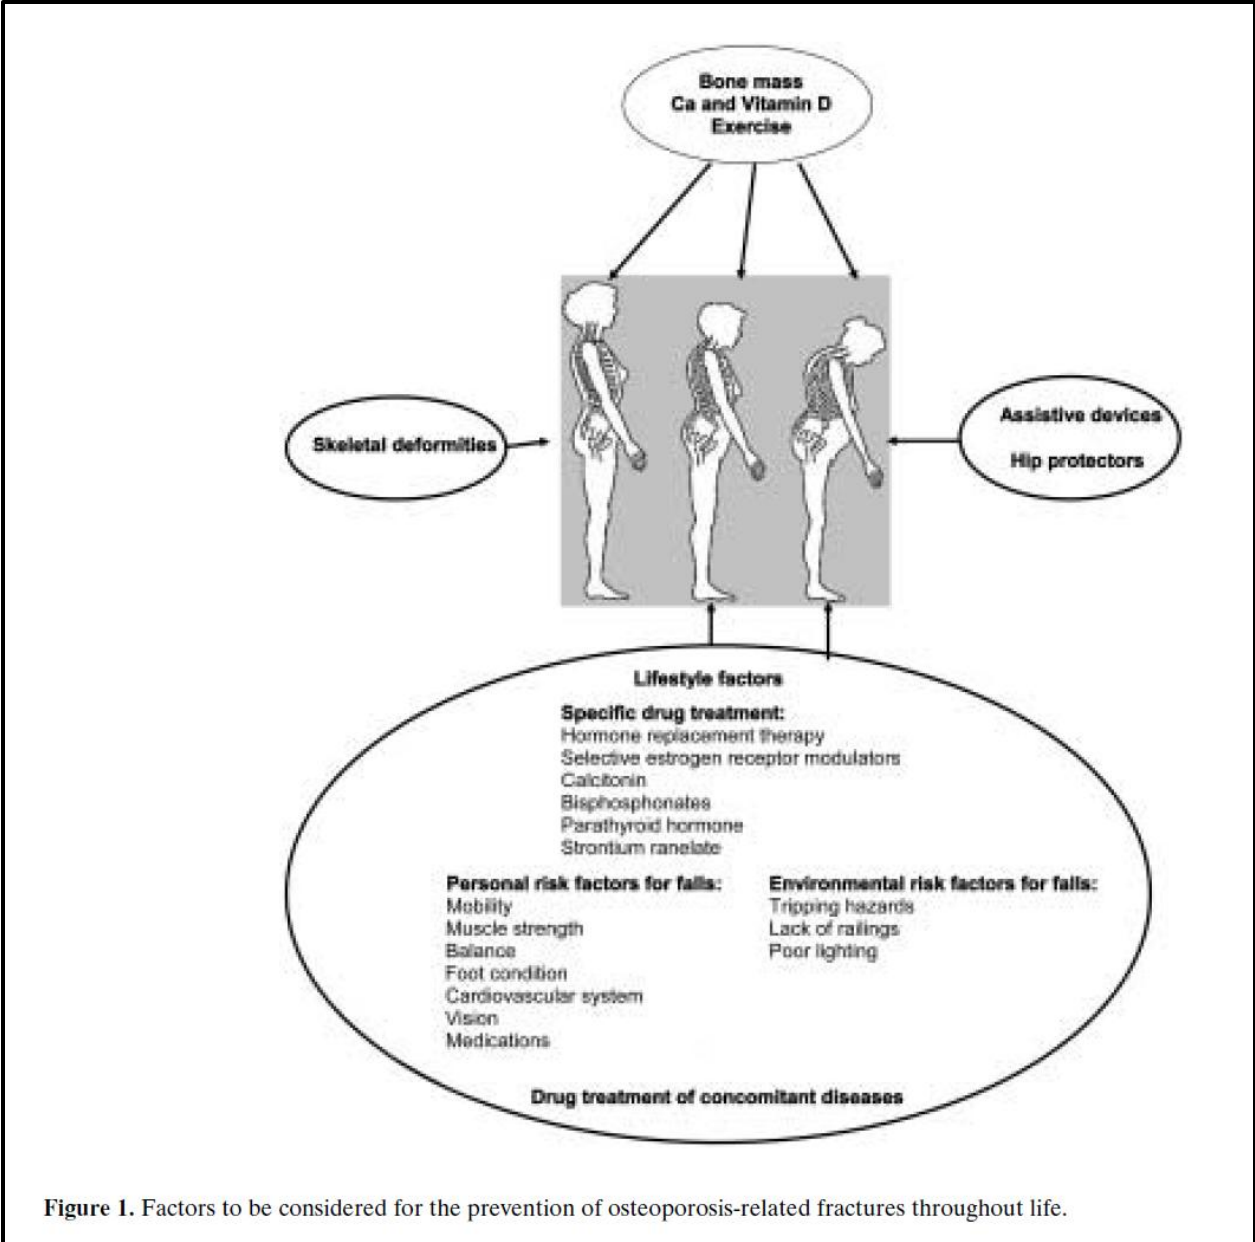 Bone mass
Ca and Vitamin D
Exercise
Skeletal deformities
Assistive devices
Hip protectors
Lifestyle factors
Specific drug treatment:
Hormone replacement therapy
Selective estrogen receptor modulators
Calcitonin
Bisphosphonates
Parathyroid hormone
Strontium ranelate
Personal risk factors for falls:
Mobility
Muscle strength
Balance
Foot condition
Cardiovascular system
Vision
Medications
Environmental risk factors for falls:
Tripping hazards
Lack of railings
Poor lighting
Drug treatment of concomitant diseases
Figure 1. Factors to be considered for the prevention of osteoporosis-related fractures throughout life.